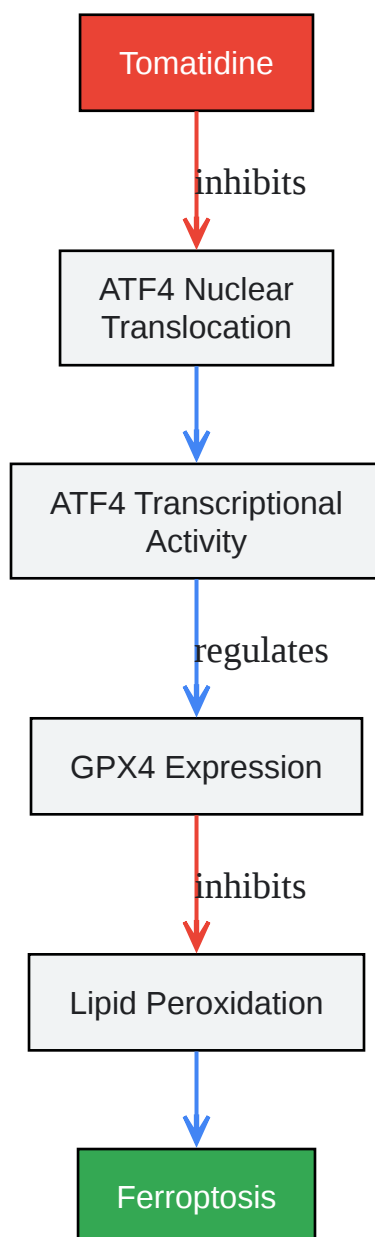 Tomatidine
inhibits
ATF4 Nuclear
Translocation
ATF4 Transcriptional
Activity
regulates
GPX4 Expression
inhibits
Lipid Peroxidation
Ferroptosis